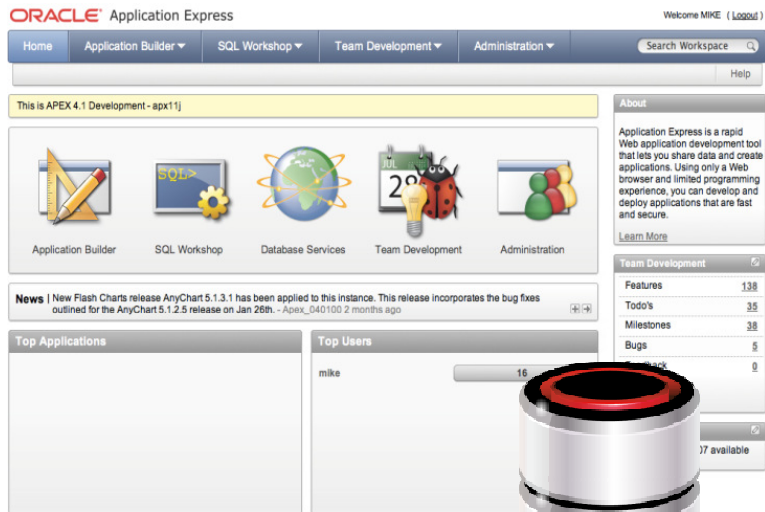 ORACLE Application Express
Welcome MIKE ( Logout )
Home Application Builder SQL Workshop Team Development Administration Search Workspace
Help
This is APEX 4.1 Development - apx11j
SQL>
JUL
Application Builder SQL Workshop Database Services Team Development Administration
News | New Flash Charts release AnyChart 5.1.3.1 has been applied to this instance. This release incorporates the bug fixes
outlined for the AnyChart 5.1.2.5 release on Jan 26th. - Apex_040100 2 months ago
Top Applications
Top Users
mike 16
About
Application Express is a rapid
Web application development tool
that lets you share data and create
applications. Using only a Web
browser and limited programming
experience, you can develop and
deploy applications that are fast
and secure.
Learn More
Team Development
Features 138
Todo's 35
Milestones 38
Bugs 5
0
07 available